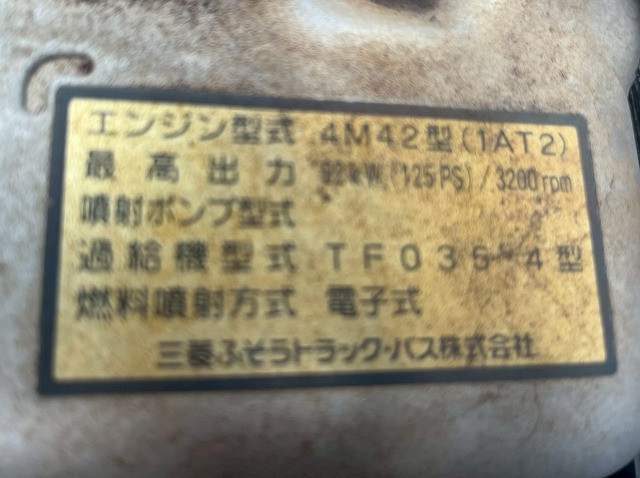 エンジン型式 4M42型(1AT2)
最高出力 92kW(125PS)/3200rpm
噴射ポンプ型式
過給機型式 TF035-4型
燃料噴射方式 電子式
三菱ふそうトラック・バス株式会社